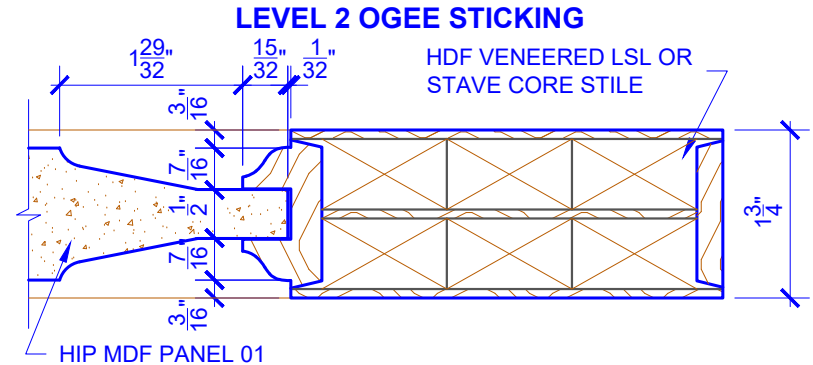 LEVEL 2 OGEE STICKING
1 29/32"
15/32"
1/32"
HDF VENEERED LSL OR
STAVE CORE STILE
3/16"
7/16"
1/2"
7/16"
3/16"
1 3/4"
HIP MDF PANEL 01